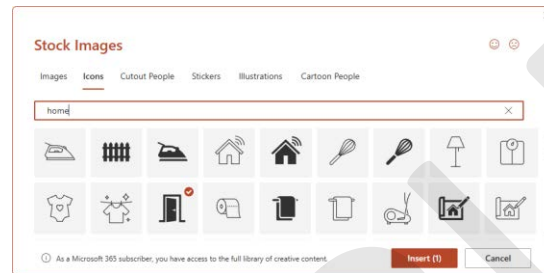 Stock Images
Images Icons Cutout People Stickers Illustrations Cartoon People
home
As a Microsoft 365 subscriber, you have access to the full library of creative content.
Insert (1) Cancel